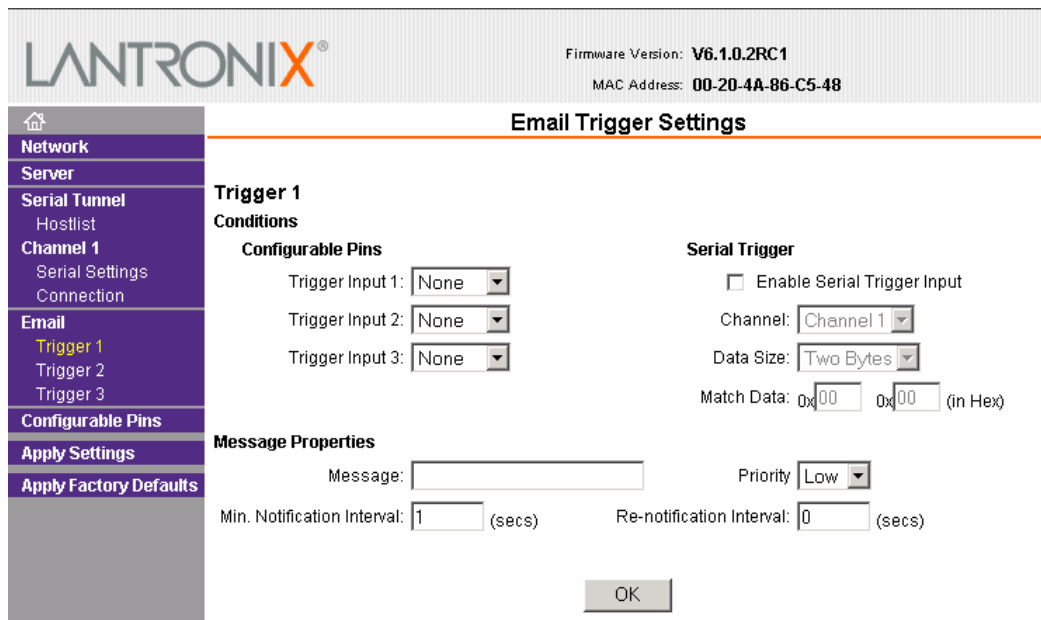 LANTRONIX®
Firmware Version: V6.1.0.2RC1
MAC Address: 00-20-4A-86-C5-48
Network
Server
Serial Tunnel
Hostlist
Channel 1
Serial Settings
Connection
Email
Trigger 1
Trigger 2
Trigger 3
Configurable Pins
Apply Settings
Apply Factory Defaults
Email Trigger Settings
Trigger 1
Conditions
Configurable Pins
Trigger Input 1: None
Trigger Input 2: None
Trigger Input 3: None
Serial Trigger
Enable Serial Trigger Input
Channel: Channel 1
Data Size: Two Bytes
Match Data: 0x 00 0x 00 (in Hex)
Message Properties
Message:
Priority Low
Min. Notification Interval: 1 (secs)
Re-notification Interval: 0 (secs)
OK